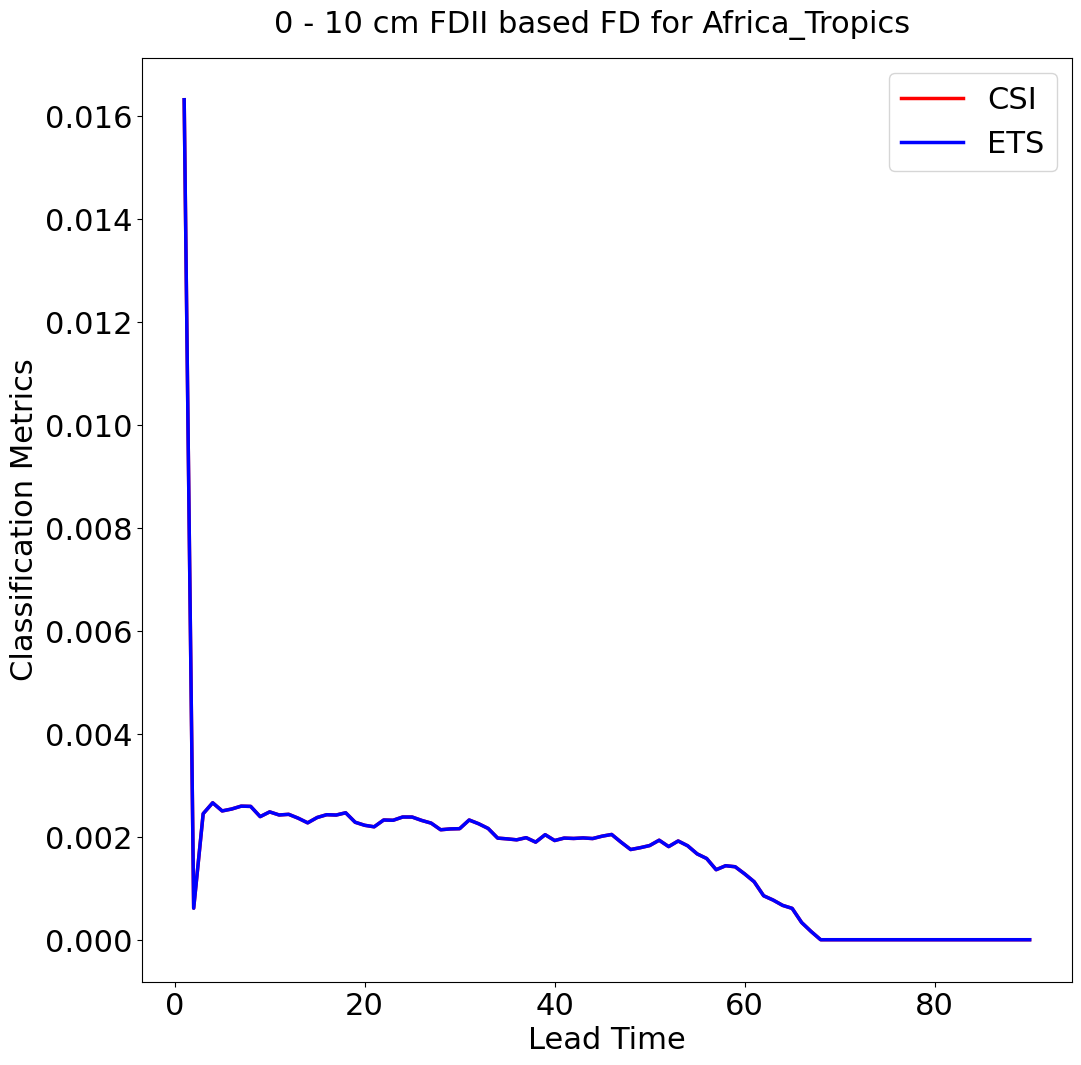 0 - 10 cm FDII based FD for Africa_Tropics
CSI
ETS
Classification Metrics
0.016
0.014
0.012
0.010
0.008
0.006
0.004
0.002
0.000
0 20 40 60 80
Lead Time